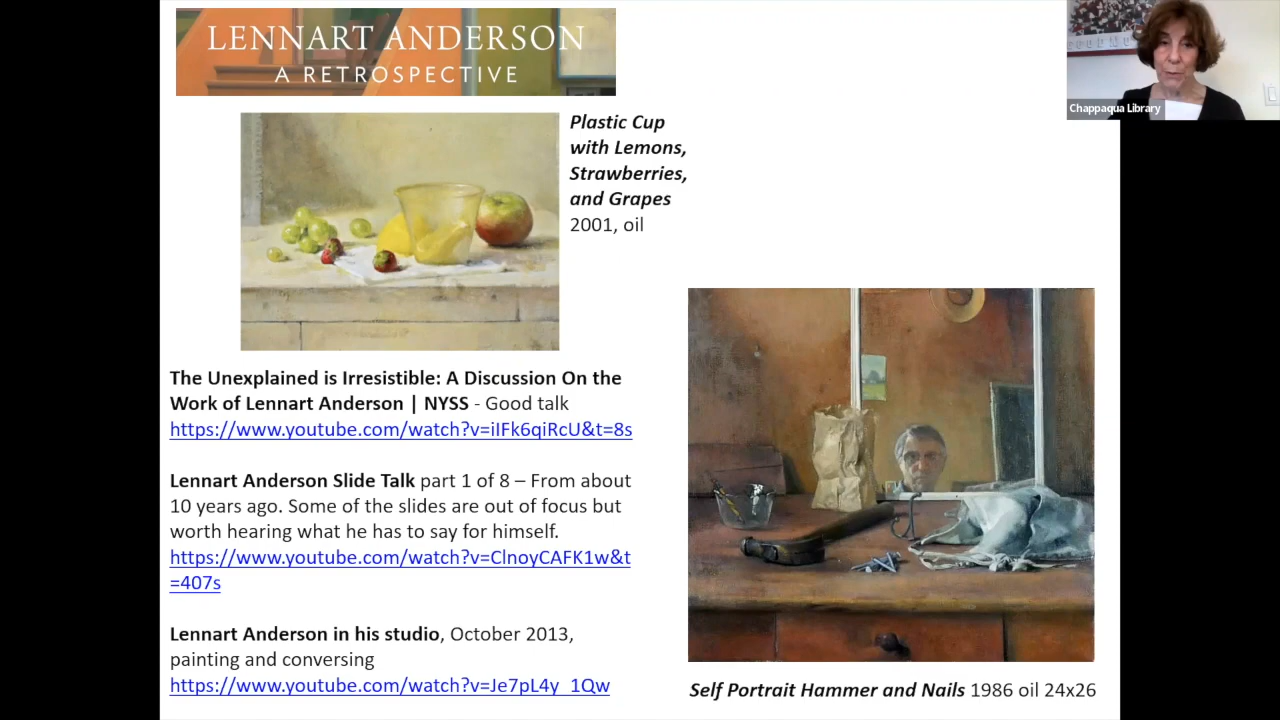 LENNART ANDERSON
A RETROSPECTIVE
Chappaqua Library
Plastic Cup
with Lemons,
Strawberries,
and Grapes
2001, oil
The Unexplained is Irresistible: A Discussion On the
Work of Lennart Anderson | NYSS - Good talk
https://www.youtube.com/watch?v=iIFk6qiRcU&t=8s
Lennart Anderson Slide Talk part 1 of 8 – From about
10 years ago. Some of the slides are out of focus but
worth hearing what he has to say for himself.
https://www.youtube.com/watch?v=ClnoyCAFK1w&t
=407s
Lennart Anderson in his studio, October 2013,
painting and conversing
https://www.youtube.com/watch?v=Je7pL4y_1Qw
Self Portrait Hammer and Nails 1986 oil 24x26